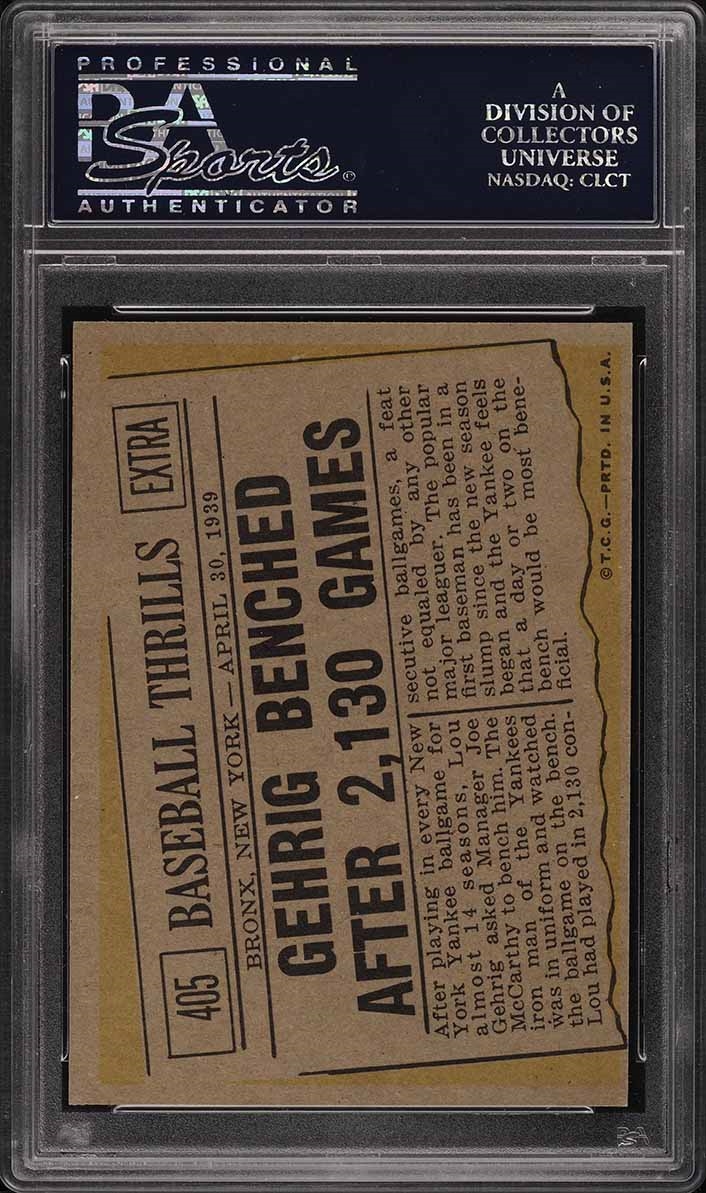 PROFESSIONAL
PSA
Sports
AUTHENTICATOR
A
DIVISION OF
COLLECTORS
UNIVERSE
NASDAQ: CLCT
405 BASEBALL THRILLS EXTRA
BRONX, NEW YORK — APRIL 30, 1939
GEHRIG BENCHED
AFTER 2,130 GAMES
After playing in every New
York Yankee ballgame for
almost 14 seasons, Lou
Gehrig asked Manager Joe
McCarthy to bench him. The
iron man of the Yankees
was in uniform and watched
the ballgame on the bench.
Lou had played in 2,130 con-
secutive ballgames, a feat
not equaled by any other
major leaguer. The popular
first baseman has been in a
slump since the new season
began and the Yankee feels
that a day or two on the
bench would be most bene-
ficial.
© T.C.G.—PRTD. IN U.S.A.